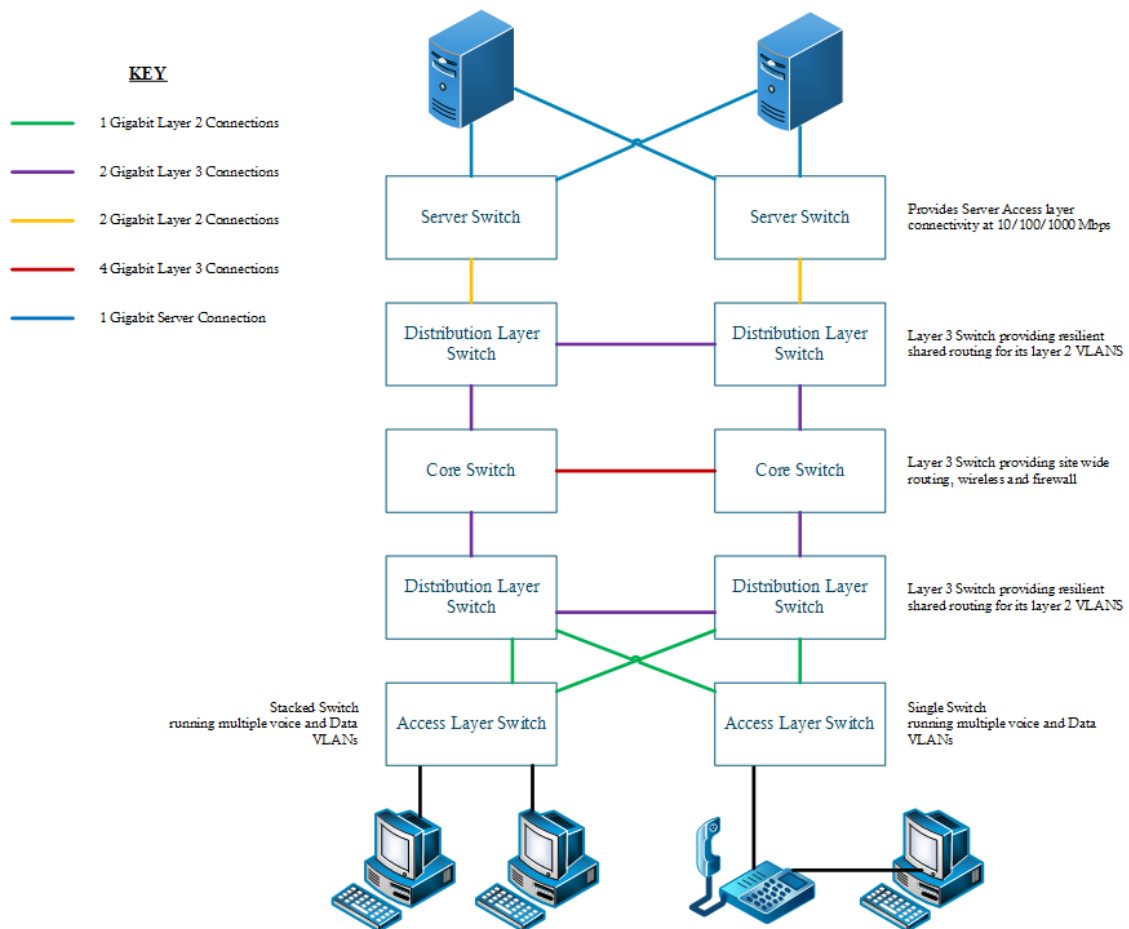 KEY
1 Gigabit Layer 2 Connections
2 Gigabit Layer 3 Connections
2 Gigabit Layer 2 Connections
4 Gigabit Layer 3 Connections
1 Gigabit Server Connection
Server Switch
Server Switch
Provides Server Access layer
connectivity at 10/100/1000 Mbps
Distribution Layer
Switch
Distribution Layer
Switch
Layer 3 Switch providing resilient
shared routing for its layer 2 VLANS
Core Switch
Core Switch
Layer 3 Switch providing site wide
routing, wireless and firewall
Distribution Layer
Switch
Distribution Layer
Switch
Layer 3 Switch providing resilient
shared routing for its layer 2 VLANS
Stacked Switch
running multiple voice and Data
VLANs
Access Layer Switch
Access Layer Switch
Single Switch
running multiple voice and Data
VLANs